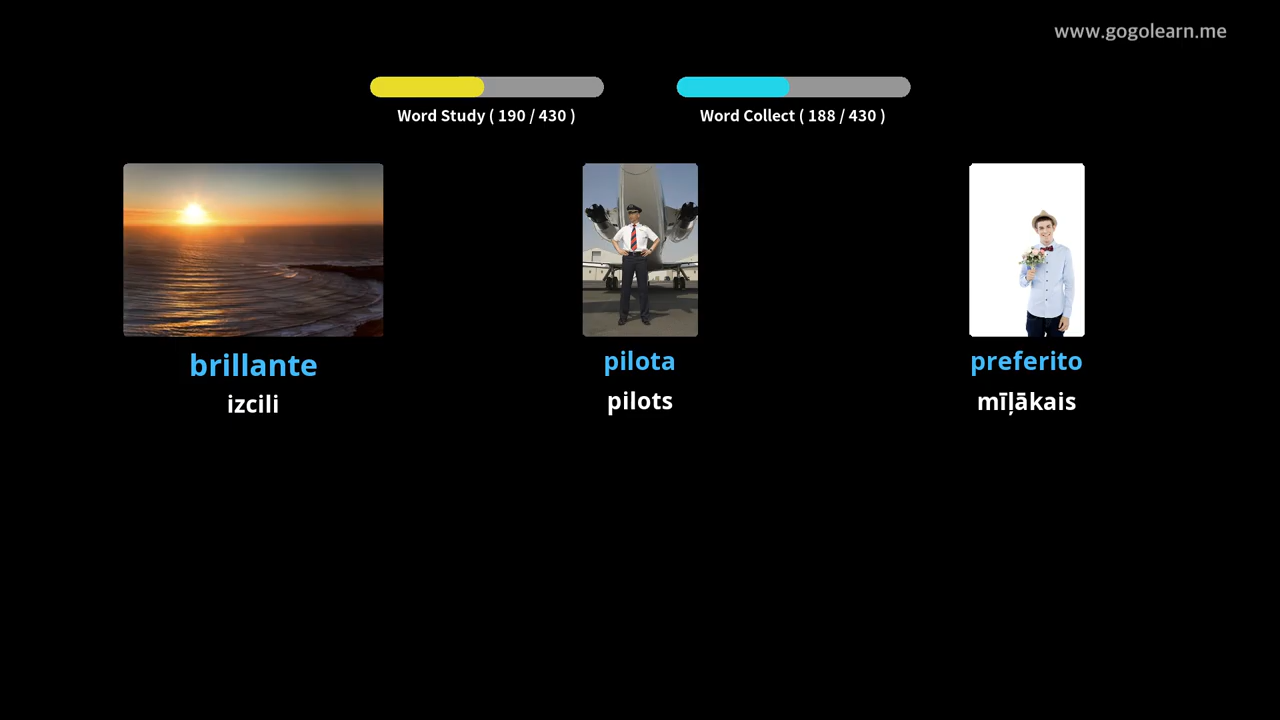 www.gogolearn.me
Word Study ( 190 / 430 )
Word Collect ( 188 / 430 )
brillante
izcili
pilota
pilots
preferito
mīļākais